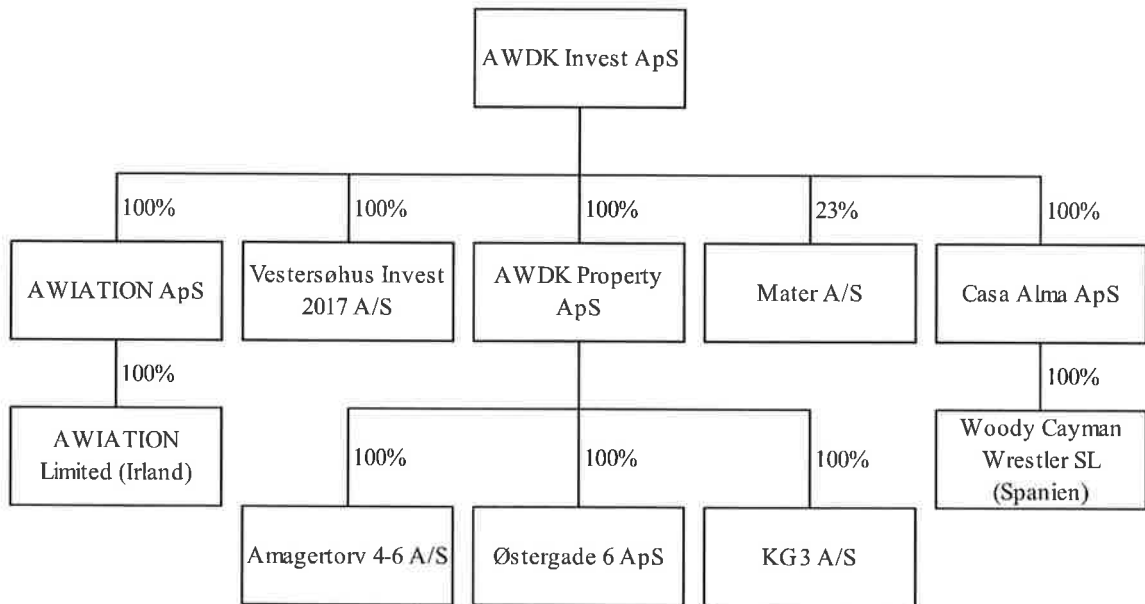 AWDK Invest ApS
100%
100%
100%
23%
100%
AWIATION ApS
Vestersøhus Invest
2017 A/S
AWDK Property
ApS
Mater A/S
Casa Alma ApS
100%
100%
AWIATION
Limited (Irland)
Woody Cayman
Wrestler SL
(Spanien)
100%
100%
100%
Amagertorv 4-6 A/S
Østergade 6 ApS
KG3 A/S